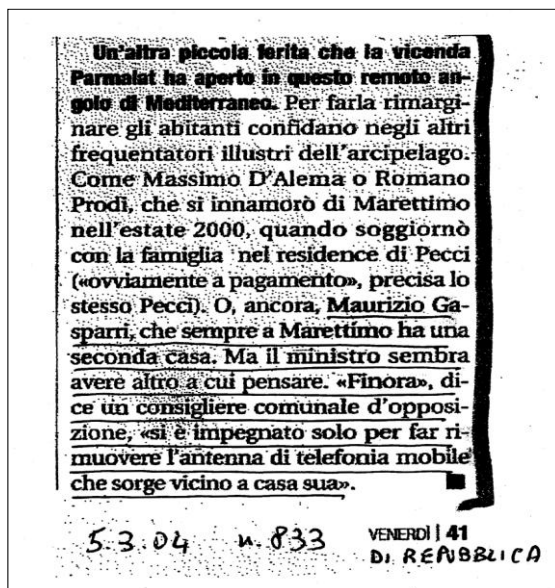 Un'altra piccola ferita che la vicenda
Parmalat ha aperto in questo remoto an-
golo di Mediterraneo. Per farla rimargi-
nare gli abitanti confidano negli altri
frequentatori illustri dell'arcipelago.
Come Massimo D'Alema o Romano
Prodi, che si innamorò di Marettimo
nell'estate 2000, quando soggiornò
con la famiglia nel residence di Pecci
(«ovviamente a pagamento», precisa lo
stesso Pecci). O, ancora, Maurizio Ga-
sparri, che sempre a Marettimo ha una
seconda casa. Ma il ministro sembra
avere altro a cui pensare. «Finora», di-
ce un consigliere comunale d'opposi-
zione, «si è impegnato solo per far ri-
muovere l'antenna di telefonia mobile
che sorge vicino a casa sua».
5.3.04 n. 833 VENERDÌ | 41
DI REPUBBLICA